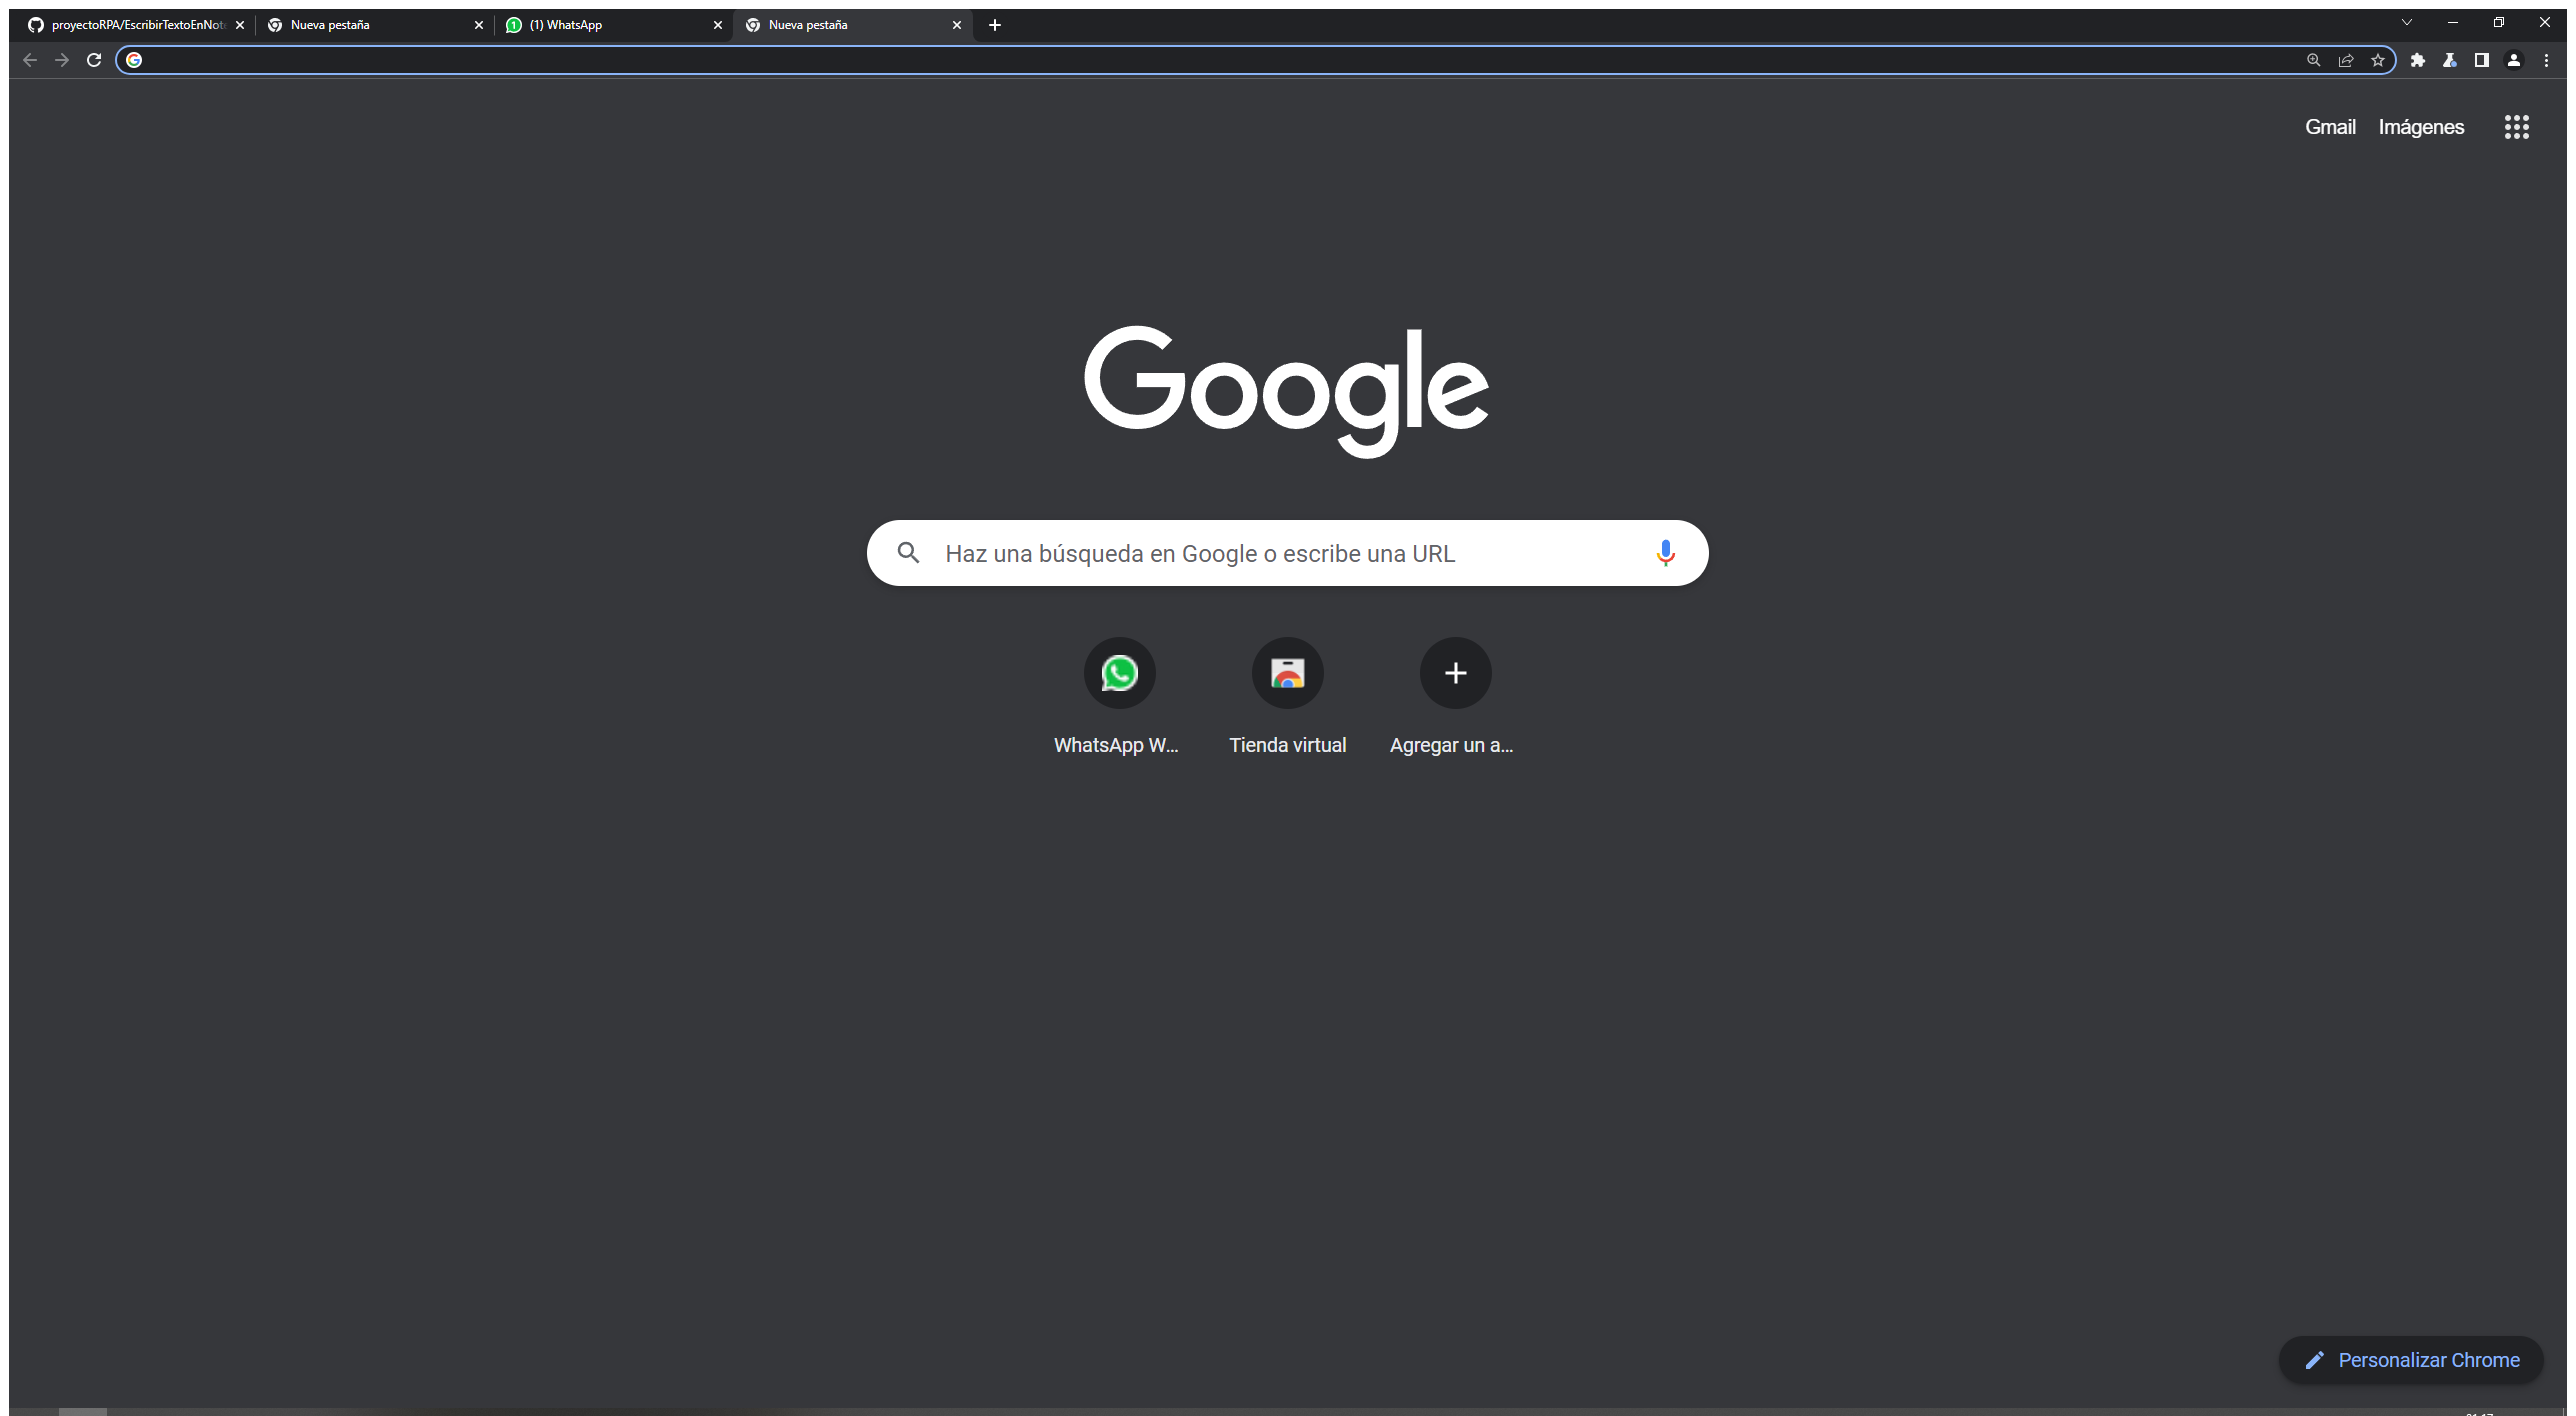 proyectoRPA/EscribirTextoEnNot
Nueva pestaña
(1) WhatsApp
Nueva pestaña
Gmail
Imágenes
Google
Haz una búsqueda en Google o escribe una URL
WhatsApp W...
Tienda virtual
Agregar un a...
Personalizar Chrome